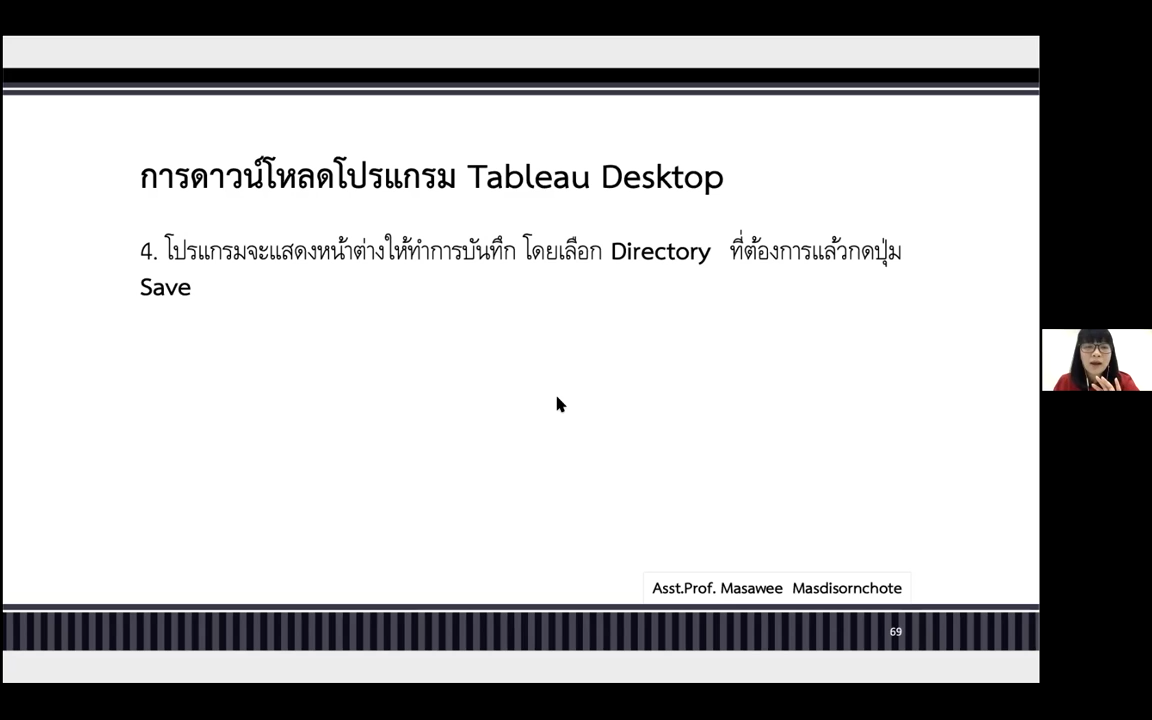 การดาวน์โหลดโปรแกรม Tableau Desktop
4. โปรแกรมจะแสดงหน้าต่างให้ทำการบันทึก โดยเลือก Directory ที่ต้องการแล้วกดปุ่ม
Save
Asst.Prof. Masawee Masdisornchote
69